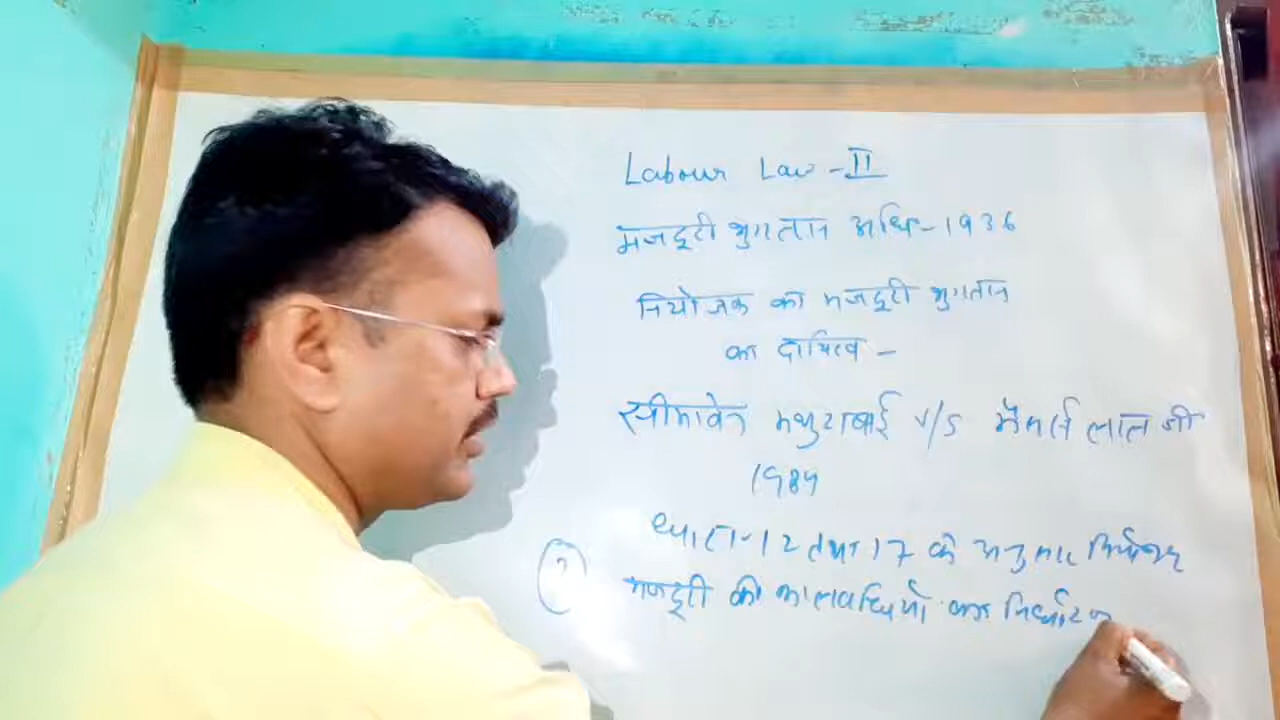 Labour Law - II
मजदूरी भुगतान अधि - 1936
नियोजक का मजदूरी भुगतान
का दायित्व -
मथुराबाई v/s मैसर्स लाल जी
1984
धारा-12 तथा 17 के अनुसार नियोजक
मजदूरी की कालावधियों का निर्धारण